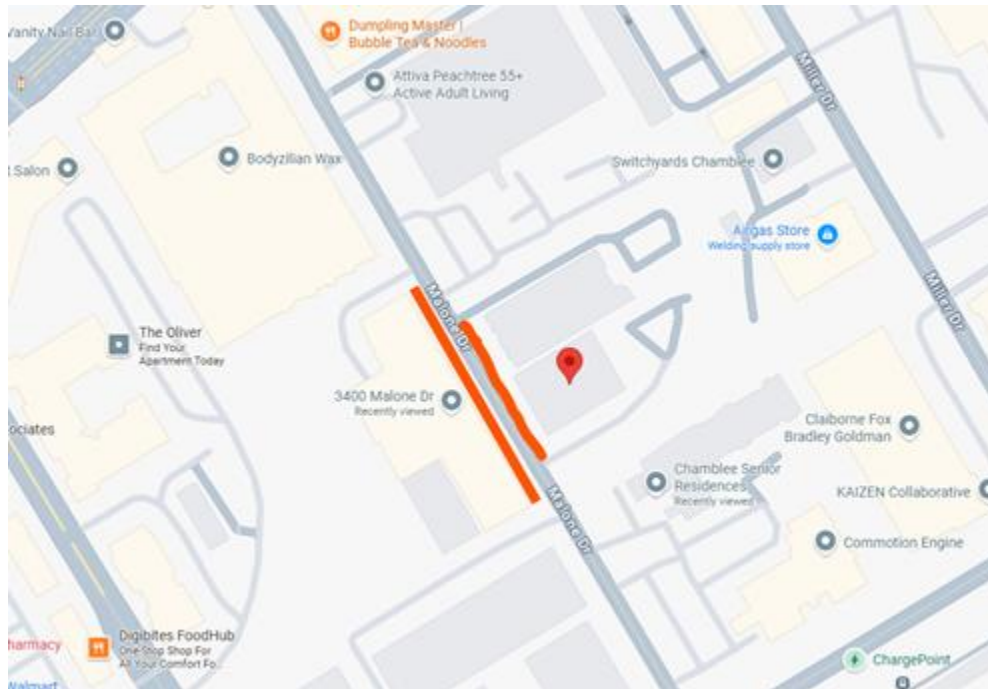 Vanity Nail Bar
Dumpling Master |
Bubble Tea & Noodles
Attiva Peachtree 55+
Active Adult Living
Miller Dr
Salon
Bodyzilian Wax
Switchyards Chamblee
Airgas Store
Welding supply store
Malone Dr
Miller Dr
The Oliver
Find Your
Apartment Today
3400 Malone Dr
Recently viewed
ociates
Claiborne Fox
Bradley Goldman
Chamblee Senior
Residences
Recently viewed
KAIZEN Collaborative
Malone Dr
Commotion Engine
harmacy
Digibites FoodHub
One-Stop Shop For
All Your Comfort Fo...
ChargePoint
Walmart